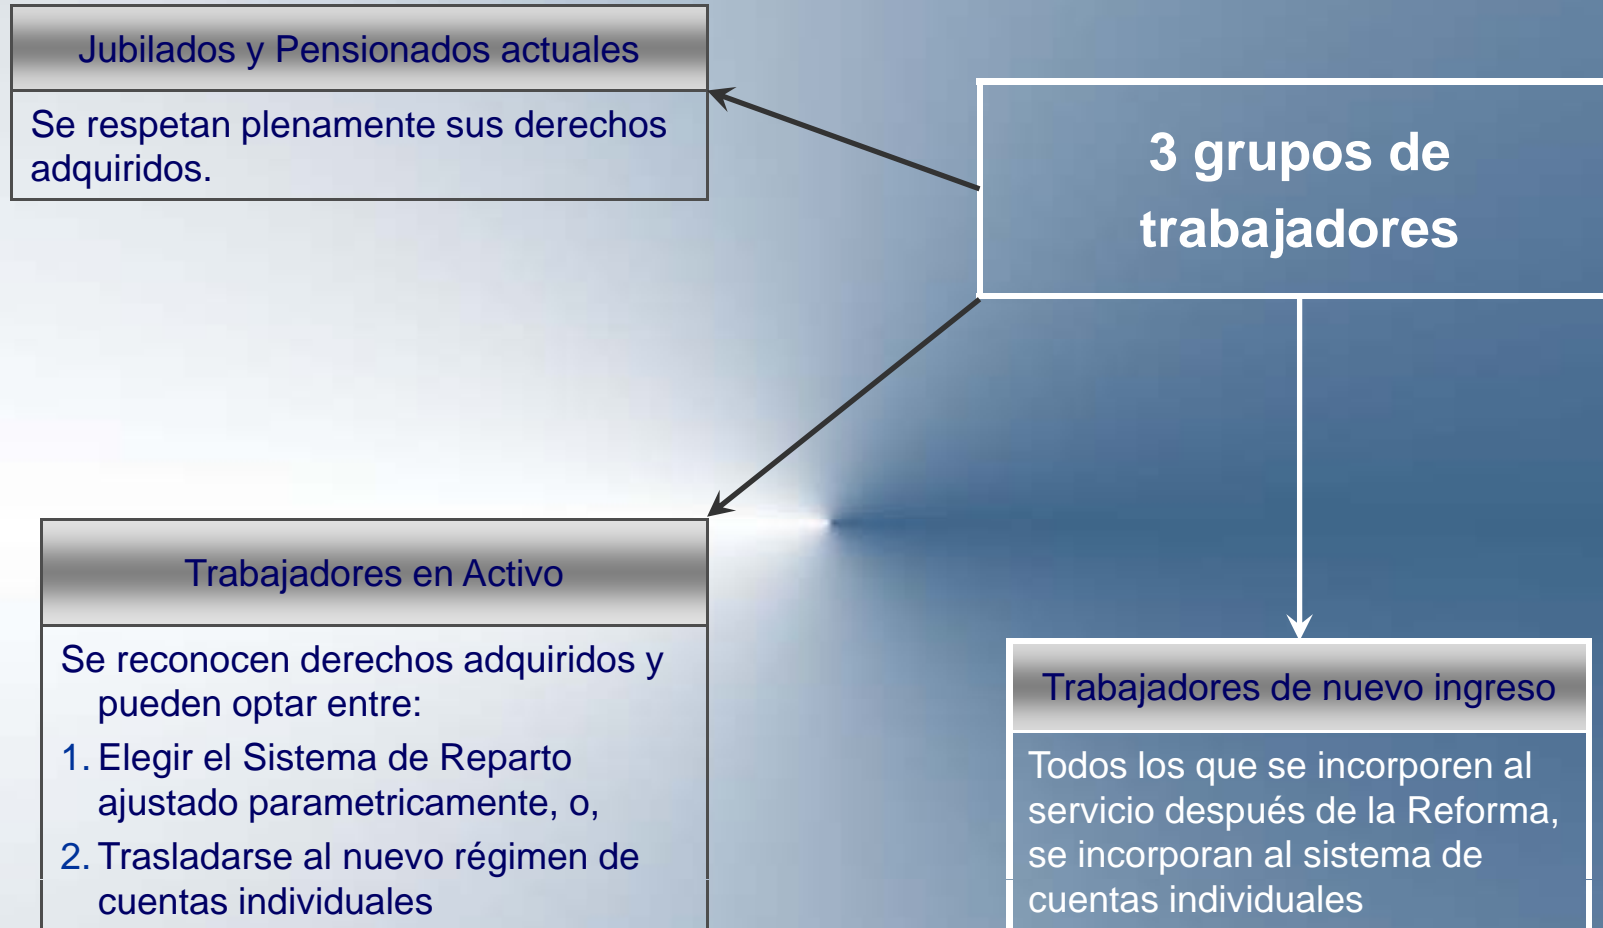 Jubilados y Pensionados actuales
Se respetan plenamente sus derechos
adquiridos.
3 grupos de
trabajadores
Trabajadores en Activo
Se reconocen derechos adquiridos y
pueden optar entre:
1. Elegir el Sistema de Reparto
ajustado parametricamente, o,
2. Trasladarse al nuevo régimen de
cuentas individuales
Trabajadores de nuevo ingreso
Todos los que se incorporen al
servicio después de la Reforma,
se incorporan al sistema de
cuentas individuales